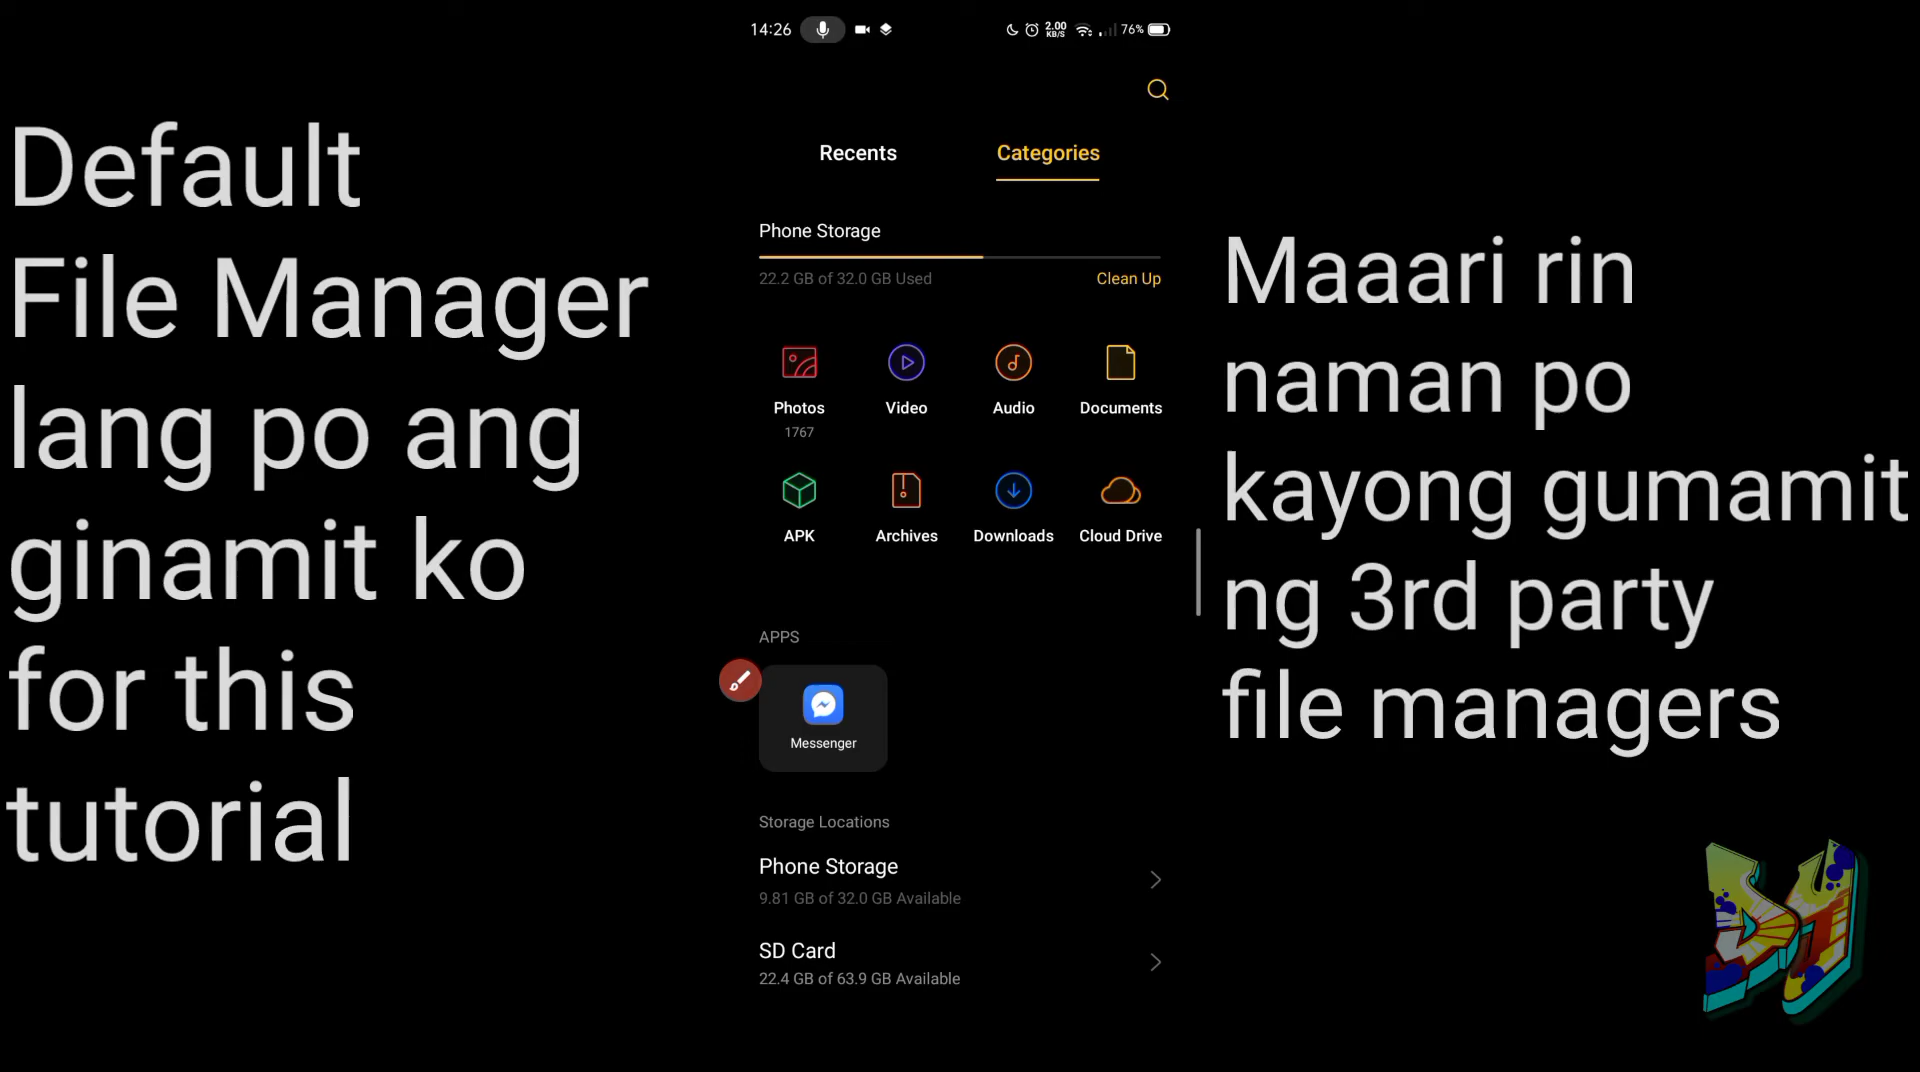 Default
File Manager
lang po ang
ginamit ko
for this
tutorial
14:26
2.00
KB/S
76%
Recents
Categories
Phone Storage
22.2 GB of 32.0 GB Used
Clean Up
Photos
1767
Video
Audio
Documents
APK
Archives
Downloads
Cloud Drive
APPS
Messenger
Storage Locations
Phone Storage
9.81 GB of 32.0 GB Available
SD Card
22.4 GB of 63.9 GB Available
Maaari rin
naman po
kayong gumamit
ng 3rd party
file managers